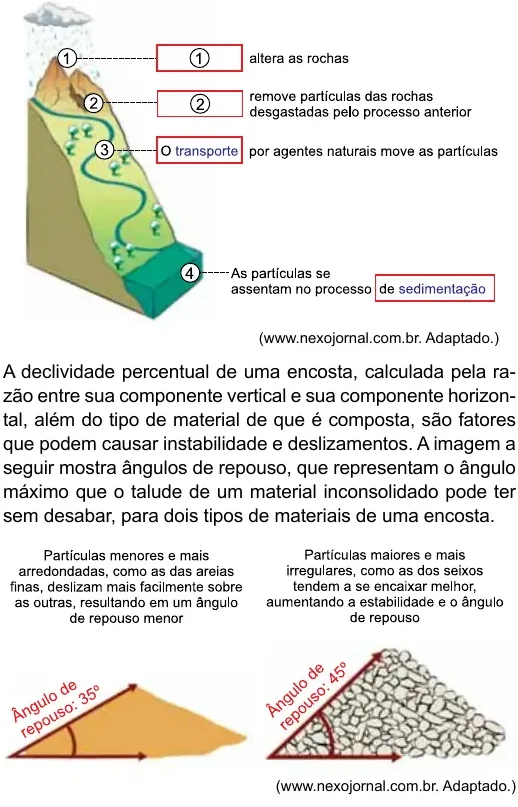 1
1
altera as rochas
2
2
remove partículas das rochas
desgastadas pelo processo anterior
3
O transporte por agentes naturais move as partículas
4
As partículas se
assentam no processo de sedimentação
(www.nexojornal.com.br. Adaptado.)
A declividade percentual de uma encosta, calculada pela ra-
zão entre sua componente vertical e sua componente horizon-
tal, além do tipo de material de que é composta, são fatores
que podem causar instabilidade e deslizamentos. A imagem a
seguir mostra ângulos de repouso, que representam o ângulo
máximo que o talude de um material inconsolidado pode ter
sem desabar, para dois tipos de materiais de uma encosta.
Partículas menores e mais
arredondadas, como as das areias
finas, deslizam mais facilmente sobre
as outras, resultando em um ângulo
de repouso menor
Partículas maiores e mais
irregulares, como as dos seixos
tendem a se encaixar melhor,
aumentando a estabilidade e o ângulo
de repouso
Ângulo de
repouso: 35º
Ângulo de
repouso: 45º
(www.nexojornal.com.br. Adaptado.)